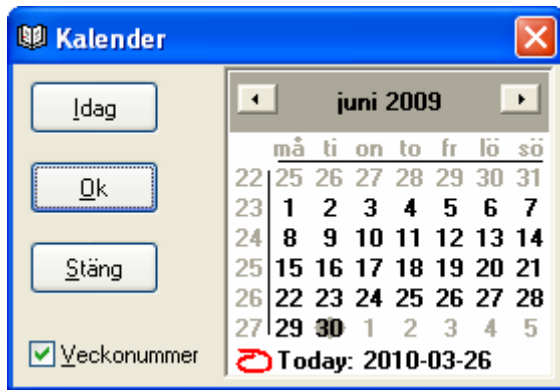 Kalender
Idag
Ok
Stäng
Veckonummer
juni 2009
må ti on to fr lö sö
22 25 26 27 28 29 30 31
23 1 2 3 4 5 6 7
24 8 9 10 11 12 13 14
25 15 16 17 18 19 20 21
26 22 23 24 25 26 27 28
27 29 30 1 2 3 4 5
Today: 2010-03-26